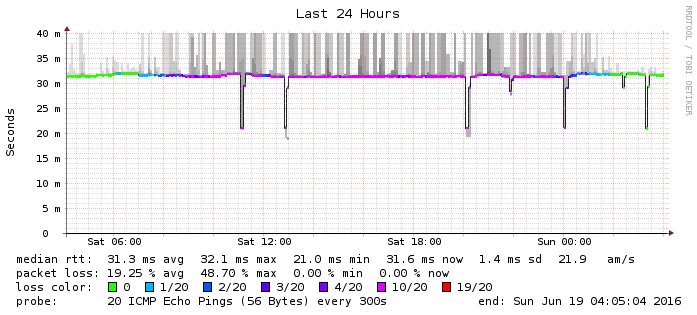 Last 24 Hours
RRDTOOL / TOBI OETIKER
Seconds
40 m
35 m
30 m
25 m
20 m
15 m
10 m
5 m
0
Sat 06:00 Sat 12:00 Sat 18:00 Sun 00:00
median rtt: 31.3 ms avg 32.1 ms max 21.0 ms min 31.6 ms now 1.4 ms sd 21.9 am/s
packet loss: 19.25 % avg 48.70 % max 0.00 % min 0.00 % now
loss color: 0 1/20 2/20 3/20 4/20 10/20 19/20
probe: 20 ICMP Echo Pings (56 Bytes) every 300s end: Sun Jun 19 04:05:04 2016